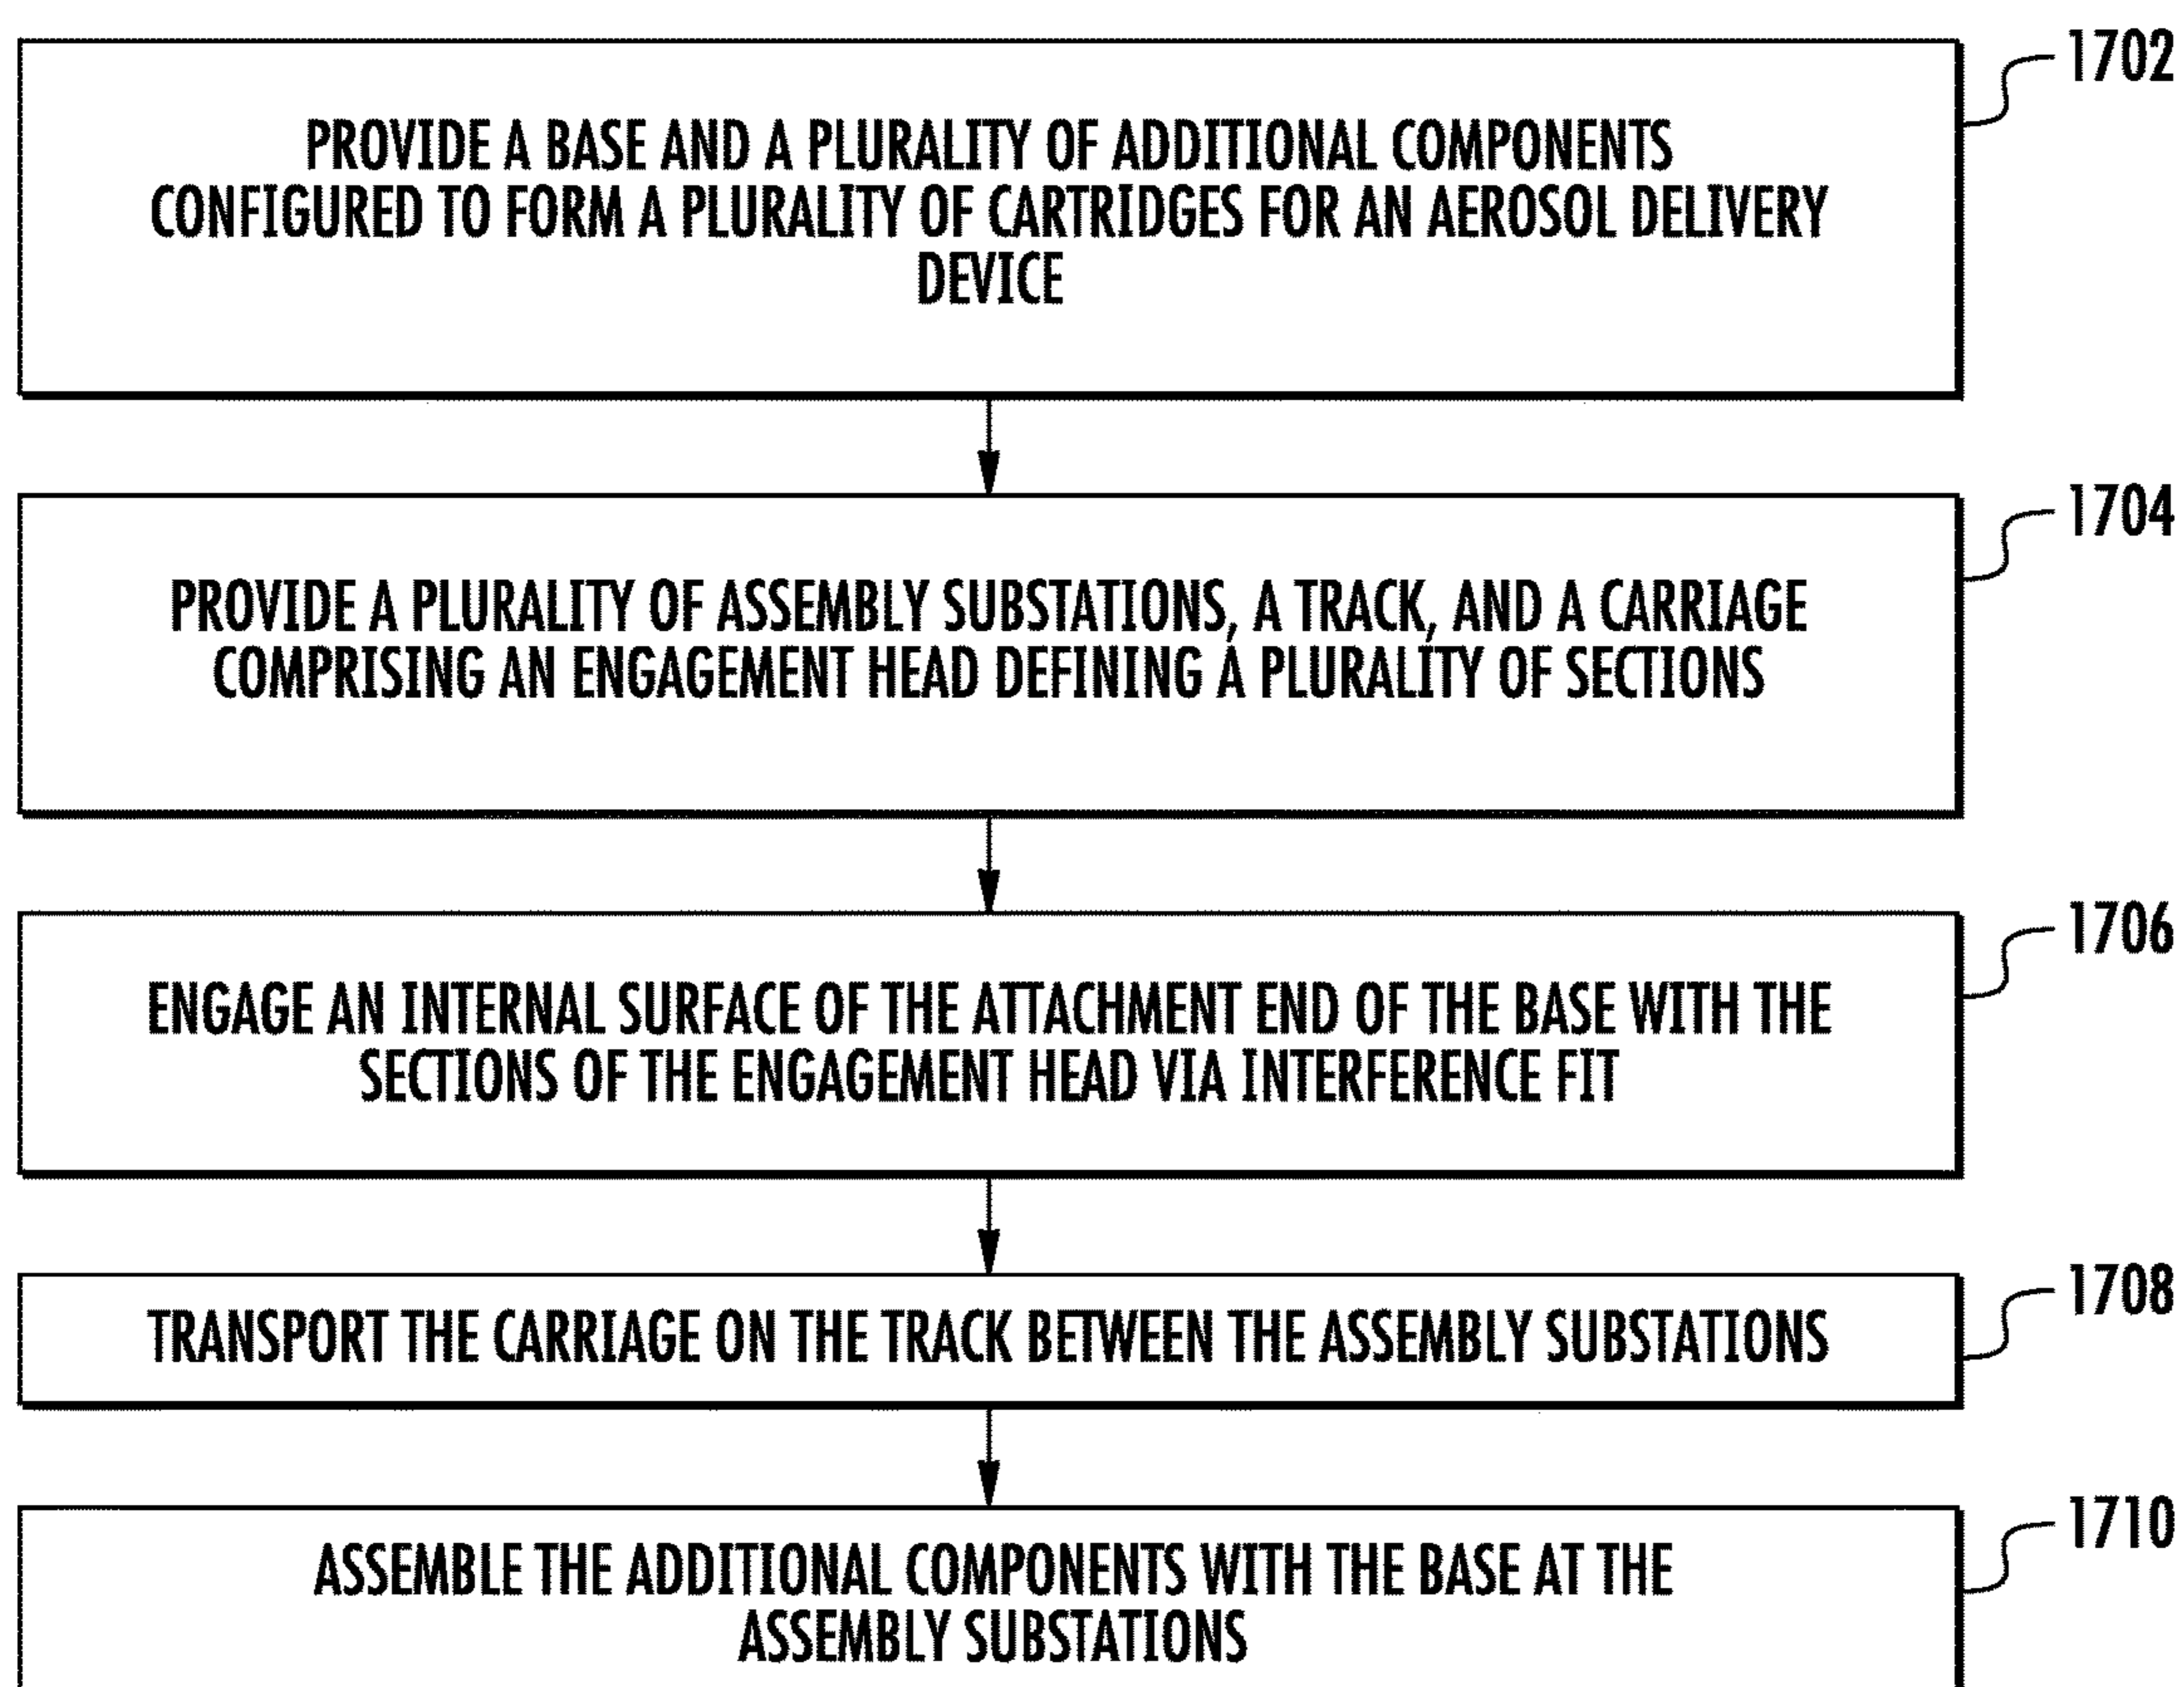 1702
PROVIDE A BASE AND A PLURALITY OF ADDITIONAL COMPONENTS
CONFIGURED TO FORM A PLURALITY OF CARTRIDGES FOR AN AEROSOL DELIVERY
DEVICE
1704
PROVIDE A PLURALITY OF ASSEMBLY SUBSTATIONS, A TRACK, AND A CARRIAGE
COMPRISING AN ENGAGEMENT HEAD DEFINING A PLURALITY OF SECTIONS
1706
ENGAGE AN INTERNAL SURFACE OF THE ATTACHMENT END OF THE BASE WITH THE
SECTIONS OF THE ENGAGEMENT HEAD VIA INTERFERENCE FIT
1708
TRANSPORT THE CARRIAGE ON THE TRACK BETWEEN THE ASSEMBLY SUBSTATIONS
1710
ASSEMBLE THE ADDITIONAL COMPONENTS WITH THE BASE AT THE
ASSEMBLY SUBSTATIONS